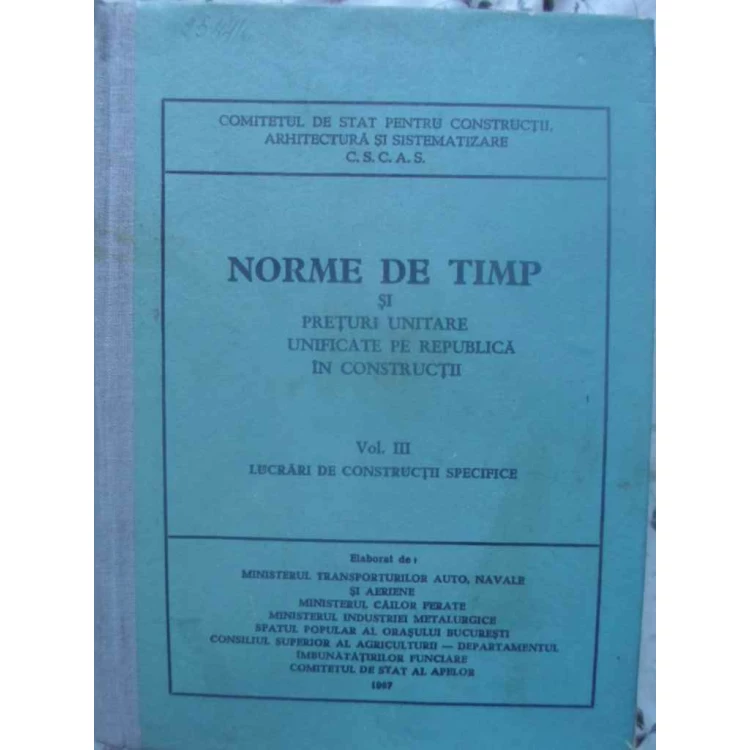 COMITETUL DE STAT PENTRU CONSTRUCȚII,
ARHITECTURĂ ȘI SISTEMATIZARE
C. S. C. A. S.
NORME DE TIMP
ȘI
PREȚURI UNITARE
UNIFICATE PE REPUBLICĂ
ÎN CONSTRUCȚII
Vol. III
LUCRĂRI DE CONSTRUCȚII SPECIFICE
Elaborat de:
MINISTERUL TRANSPORTURILOR AUTO, NAVALE
ȘI AERIENE
MINISTERUL CĂILOR FERATE
MINISTERUL INDUSTRIEI METALURGICE
SFATUL POPULAR AL ORAȘULUI BUCUREȘTI
CONSILIUL SUPERIOR AL AGRICULTURII — DEPARTAMENTUL
ÎMBUNĂTĂȚIRILOR FUNCIARE
COMITETUL DE STAT AL APELOR
1967